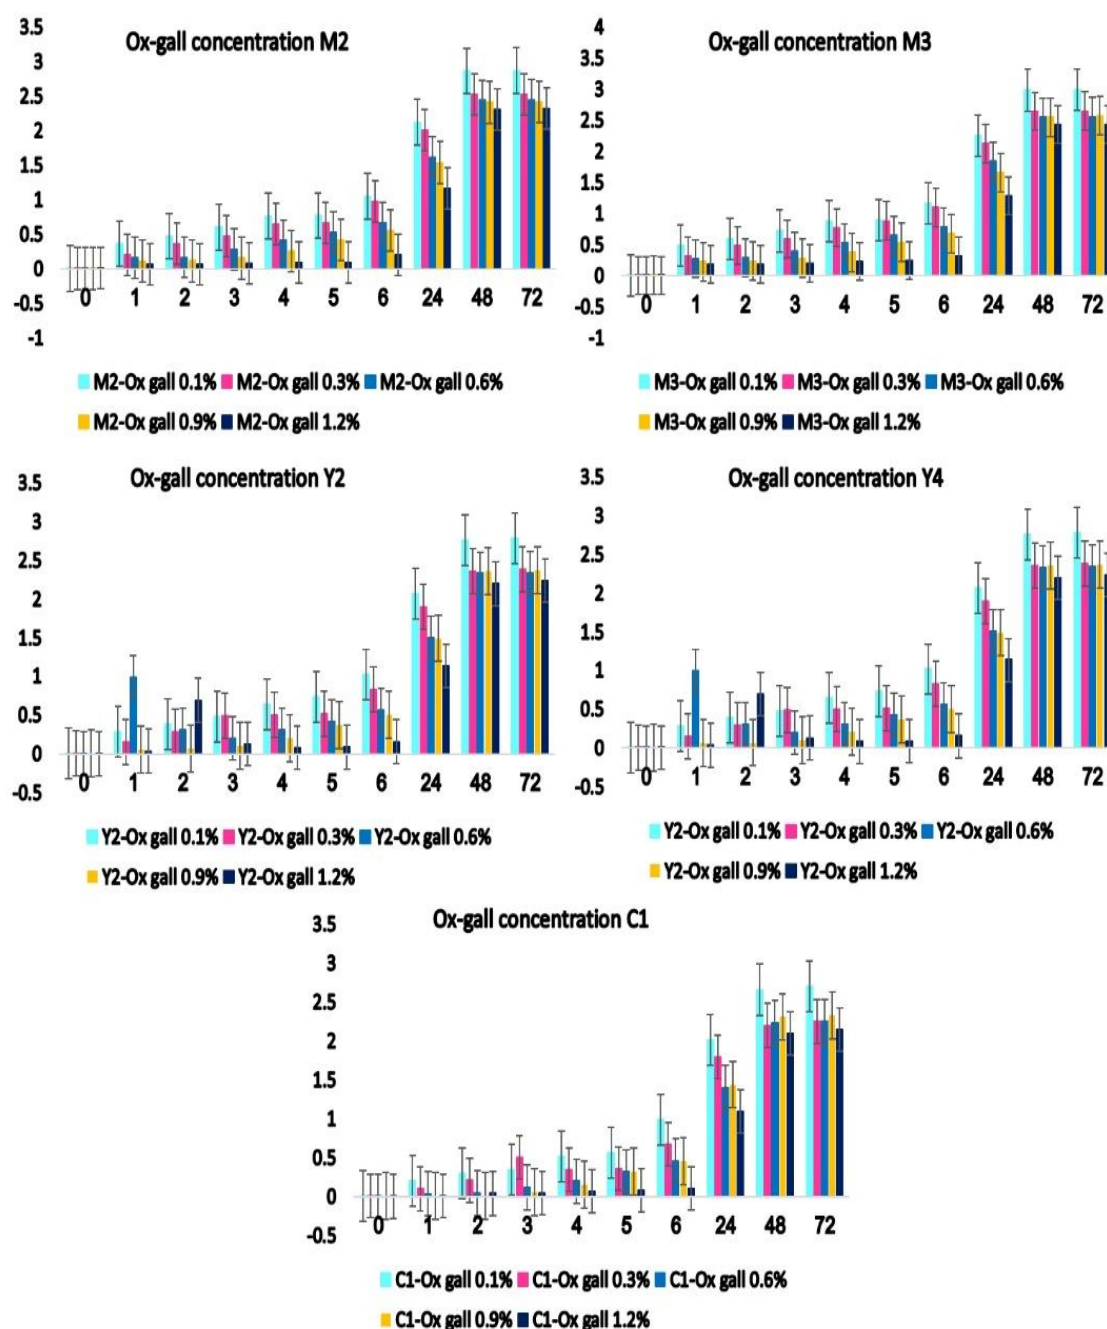 Ox-gall concentration M2
3.5
3
2.5
2
1.5
1
0.5
0
-0.5
-1
0 1 2 3 4 5 6 24 48 72
M2-Ox gall 0.1% M2-Ox gall 0.3% M2-Ox gall 0.6%
M2-Ox gall 0.9% M2-Ox gall 1.2%
Ox-gall concentration M3
4
3.5
3
2.5
2
1.5
1
0.5
0
-0.5
-1
0 1 2 3 4 5 6 24 48 72
M3-Ox gall 0.1% M3-Ox gall 0.3% M3-Ox gall 0.6%
M3-Ox gall 0.9% M3-Ox gall 1.2%
Ox-gall concentration Y2
3.5
3
2.5
2
1.5
1
0.5
0
-0.5
0 1 2 3 4 5 6 24 48 72
Y2-Ox gall 0.1% Y2-Ox gall 0.3% Y2-Ox gall 0.6%
Y2-Ox gall 0.9% Y2-Ox gall 1.2%
Ox-gall concentration Y4
3.5
3
2.5
2
1.5
1
0.5
0
-0.5
0 1 2 3 4 5 6 24 48 72
Y2-Ox gall 0.1% Y2-Ox gall 0.3% Y2-Ox gall 0.6%
Y2-Ox gall 0.9% Y2-Ox gall 1.2%
Ox-gall concentration C1
3.5
3
2.5
2
1.5
1
0.5
0
-0.5
0 1 2 3 4 5 6 24 48 72
C1-Ox gall 0.1% C1-Ox gall 0.3% C1-Ox gall 0.6%
C1-Ox gall 0.9% C1-Ox gall 1.2%